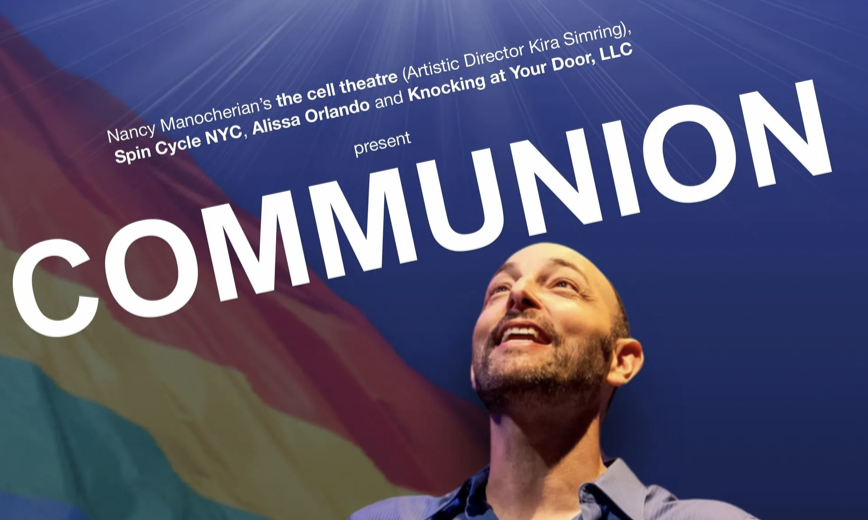 Nancy Manocherian’s the cell theatre (Artistic Director Kira Simring),
Spin Cycle NYC, Alissa Orlando and Knocking at Your Door, LLC
present
COMMUNION